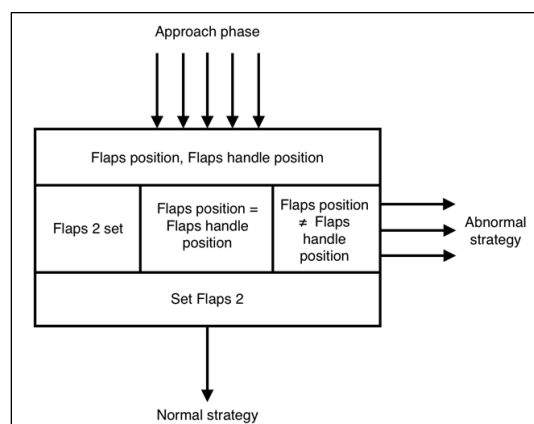 Approach phase
Flaps position, Flaps handle position
Flaps 2 set
Flaps position =
Flaps handle
position
Flaps position
≠ Flaps
handle
position
Abnormal
strategy
Set Flaps 2
Normal strategy